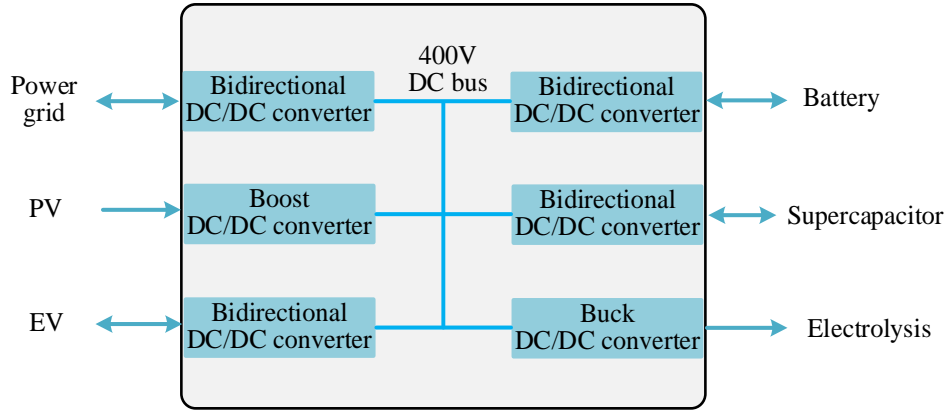 400V
DC bus
Power
grid
Bidirectional
DC/DC converter
Bidirectional
DC/DC converter
Battery
PV
Boost
DC/DC converter
Bidirectional
DC/DC converter
Supercapacitor
EV
Bidirectional
DC/DC converter
Buck
DC/DC converter
Electrolysis